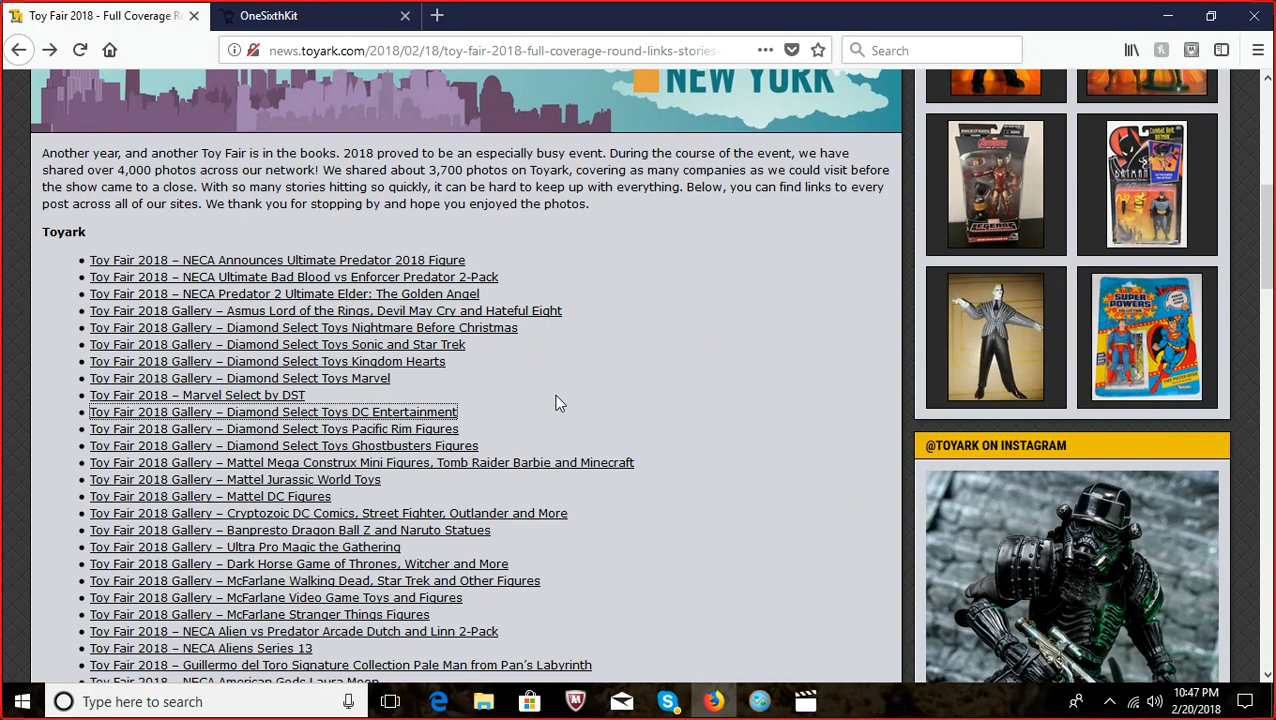 Toy Fair 2018 - Full Coverage Ro
OneSixthKit
news.toyark.com/2018/02/18/toy-fair-2018-full-coverage-round-links-stories-
Search
NEW YORK
Another year, and another Toy Fair is in the books. 2018 proved to be an especially busy event. During the course of the event, we have
shared over 4,000 photos across our network! We shared about 3,700 photos on Toyark, covering as many companies as we could visit before
the show came to a close. With so many stories hitting so quickly, it can be hard to keep up with everything. Below, you can find links to every
post across all of our sites. We thank you for stopping by and hope you enjoyed the photos.
Toyark
Toy Fair 2018 – NECA Announces Ultimate Predator 2018 Figure
Toy Fair 2018 – NECA Ultimate Bad Blood vs Enforcer Predator 2-Pack
Toy Fair 2018 – NECA Predator 2 Ultimate Elder: The Golden Angel
Toy Fair 2018 Gallery – Asmus Lord of the Rings, Devil May Cry and Hateful Eight
Toy Fair 2018 Gallery – Diamond Select Toys Nightmare Before Christmas
Toy Fair 2018 Gallery – Diamond Select Toys Sonic and Star Trek
Toy Fair 2018 Gallery – Diamond Select Toys Kingdom Hearts
Toy Fair 2018 Gallery – Diamond Select Toys Marvel
Toy Fair 2018 – Marvel Select by DST
Toy Fair 2018 Gallery – Diamond Select Toys DC Entertainment
Toy Fair 2018 Gallery – Diamond Select Toys Pacific Rim Figures
Toy Fair 2018 Gallery – Diamond Select Toys Ghostbusters Figures
Toy Fair 2018 Gallery – Mattel Mega Construx Mini Figures, Tomb Raider Barbie and Minecraft
Toy Fair 2018 Gallery – Mattel Jurassic World Toys
Toy Fair 2018 Gallery – Mattel DC Figures
Toy Fair 2018 Gallery – Cryptozoic DC Comics, Street Fighter, Outlander and More
Toy Fair 2018 Gallery – Banpresto Dragon Ball Z and Naruto Statues
Toy Fair 2018 Gallery – Ultra Pro Magic the Gathering
Toy Fair 2018 Gallery – Dark Horse Game of Thrones, Witcher and More
Toy Fair 2018 Gallery – McFarlane Walking Dead, Star Trek and Other Figures
Toy Fair 2018 Gallery – McFarlane Video Game Toys and Figures
Toy Fair 2018 Gallery – McFarlane Stranger Things Figures
Toy Fair 2018 – NECA Alien vs Predator Arcade Dutch and Linn 2-Pack
Toy Fair 2018 – NECA Aliens Series 13
Toy Fair 2018 – Guillermo del Toro Signature Collection Pale Man from Pan's Labyrinth
Toy Fair 2018 – NECA American Gods Laura Moon
LEGENDS
BATMAN
SUPER
POWERS
@TOYARK ON INSTAGRAM
Type here to search
10:47 PM
2/20/2018